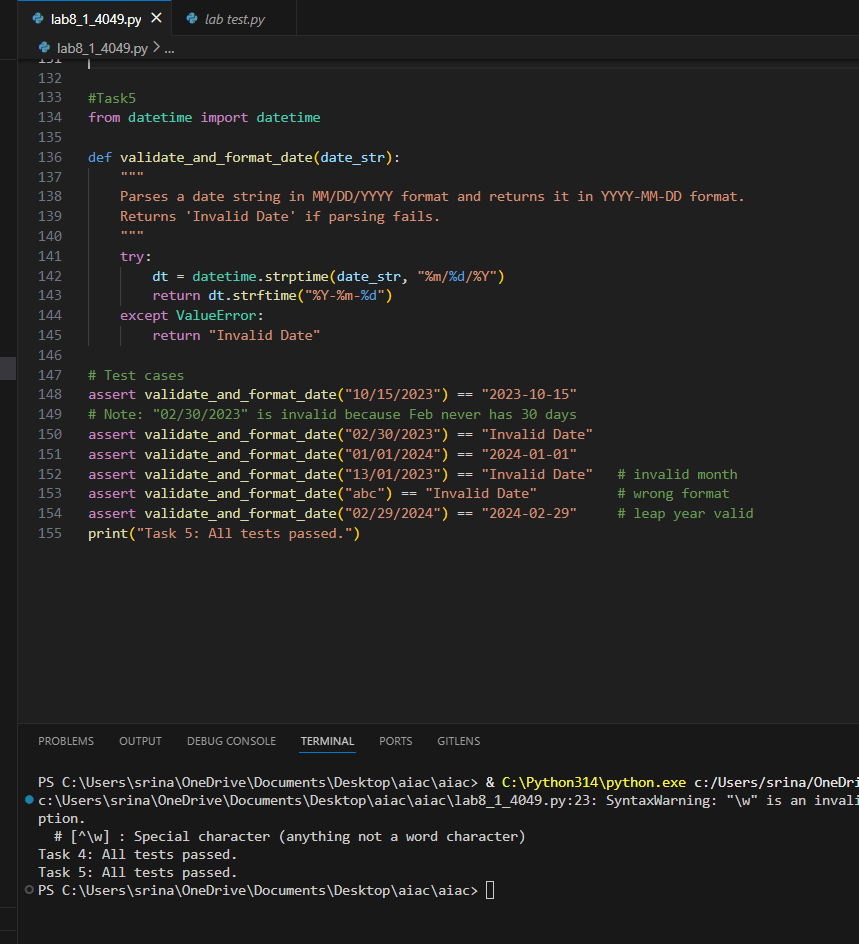 lab8_1_4049.py
lab test.py
lab8_1_4049.py > ...
131
132
133 #Task5
134 from datetime import datetime
135
136 def validate_and_format_date(date_str):
137 """
138 Parses a date string in MM/DD/YYYY format and returns it in YYYY-MM-DD format.
139 Returns 'Invalid Date' if parsing fails.
140 """
141 try:
142 dt = datetime.strptime(date_str, "%m/%d/%Y")
143 return dt.strftime("%Y-%m-%d")
144 except ValueError:
145 return "Invalid Date"
146
147 # Test cases
148 assert validate_and_format_date("10/15/2023") == "2023-10-15"
149 # Note: "02/30/2023" is invalid because Feb never has 30 days
150 assert validate_and_format_date("02/30/2023") == "Invalid Date"
151 assert validate_and_format_date("01/01/2024") == "2024-01-01"
152 assert validate_and_format_date("13/01/2023") == "Invalid Date" # invalid month
153 assert validate_and_format_date("abc") == "Invalid Date" # wrong format
154 assert validate_and_format_date("02/29/2024") == "2024-02-29" # leap year valid
155 print("Task 5: All tests passed.")
PROBLEMS OUTPUT DEBUG CONSOLE TERMINAL PORTS GITLENS
PS C:\Users\srina\OneDrive\Documents\Desktop\aiac\aiac> & C:\Python314\python.exe c:/Users/srina/OneDri
c:\Users\srina\OneDrive\Documents\Desktop\aiac\aiac\lab8_1_4049.py:23: SyntaxWarning: "\w" is an invali
ption.
# [^\w] : Special character (anything not a word character)
Task 4: All tests passed.
Task 5: All tests passed.
PS C:\Users\srina\OneDrive\Documents\Desktop\aiac\aiac>